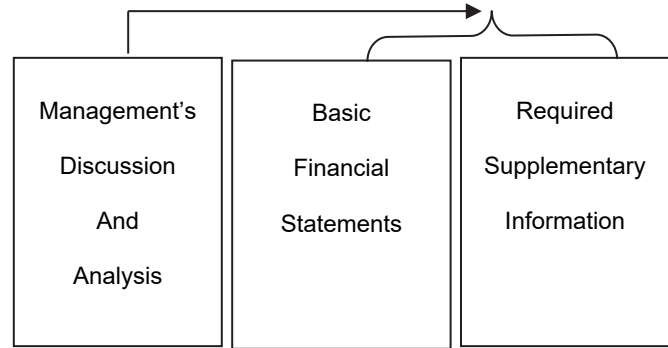 Management’s
Discussion
And
Analysis
Basic
Financial
Statements
Required
Supplementary
Information